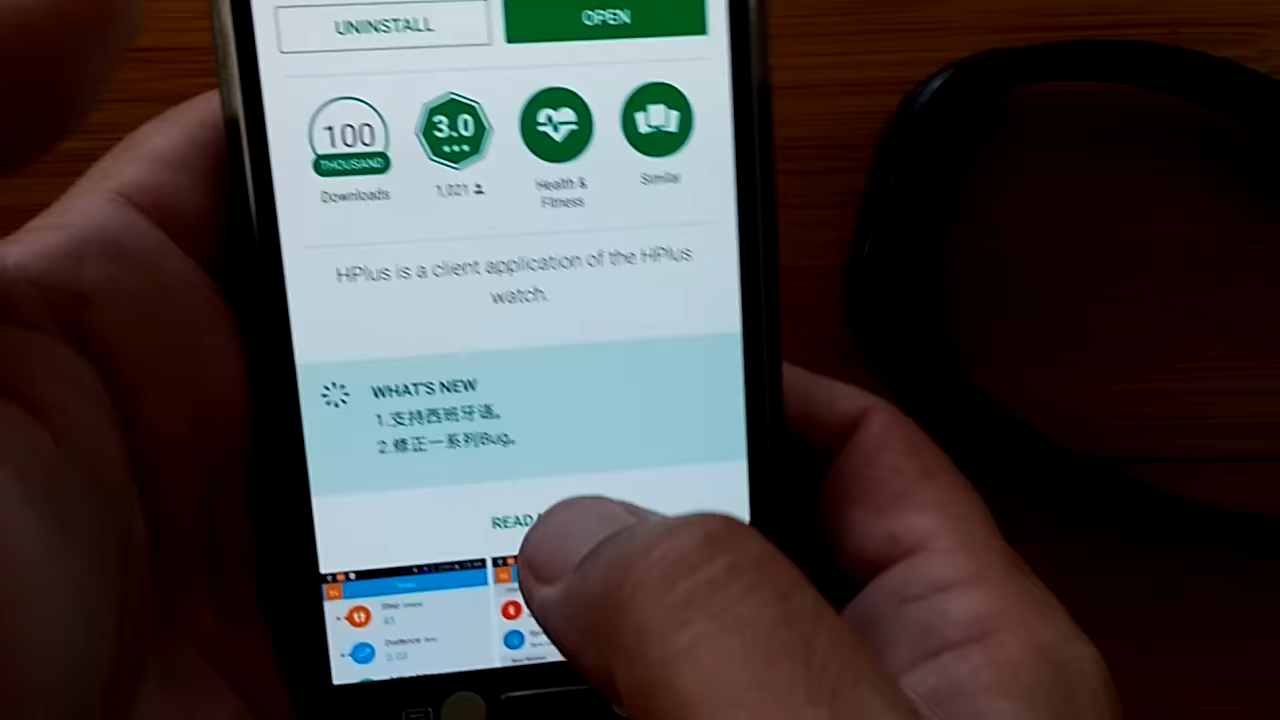 UNINSTALL
OPEN
100
THOUSAND
Downloads
3.0
1,021
Health &
Fitness
Similar
HPlus is a client application of the HPlus
watch.
WHAT'S NEW
1.支持西班牙语。
2.修正一系列Bug。
READ
Distance